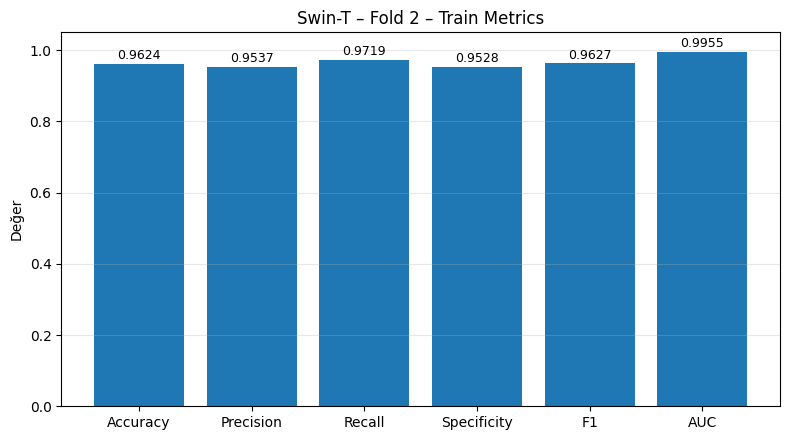 Swin-T – Fold 2 – Train Metrics
Değer
1.0
0.8
0.6
0.4
0.2
0.0
0.9624
0.9537
0.9719
0.9528
0.9627
0.9955
Accuracy
Precision
Recall
Specificity
F1
AUC